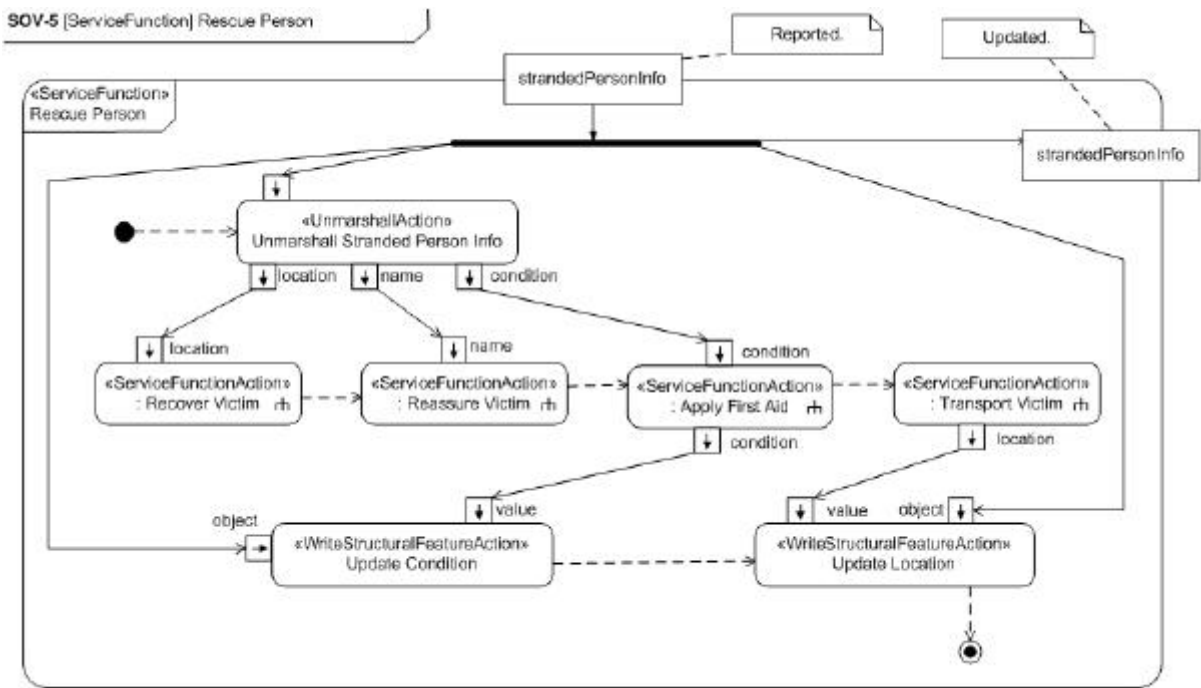 SOV-5 [ServiceFunction] Rescue Person
Reported.
Updated.
strandedPersonInfo
«ServiceFunction»
Rescue Person
strandedPersonInfo
«UnmarshallAction»
Unmarshall Stranded Person Info
location
name
condition
location
name
condition
«ServiceFunctionAction»
: Recover Victim
«ServiceFunctionAction»
: Reassure Victim
«ServiceFunctionAction»
: Apply First Aid
«ServiceFunctionAction»
: Transport Victim
condition
location
object
value
value
object
«WriteStructuralFeatureAction»
Update Condition
«WriteStructuralFeatureAction»
Update Location